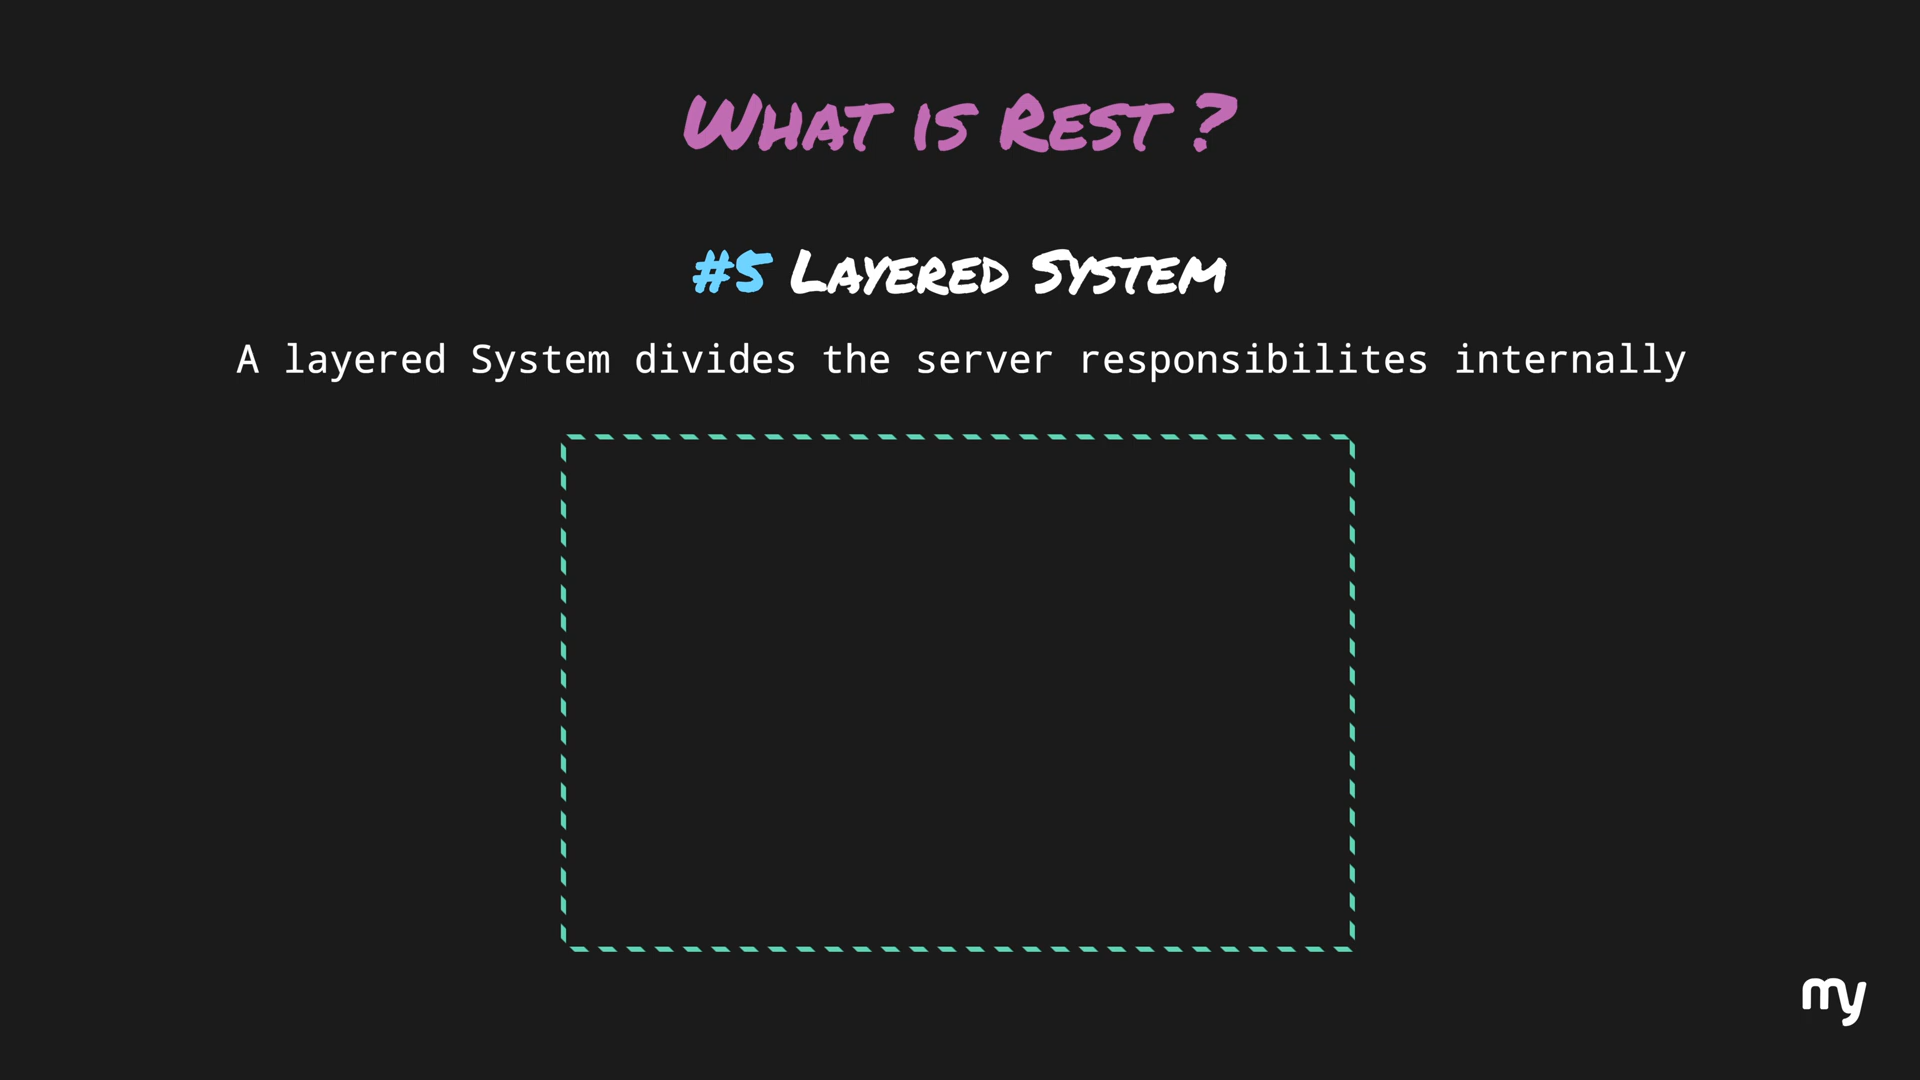 What is Rest ?
#5 Layered System
A layered System divides the server responsibilites internally
my